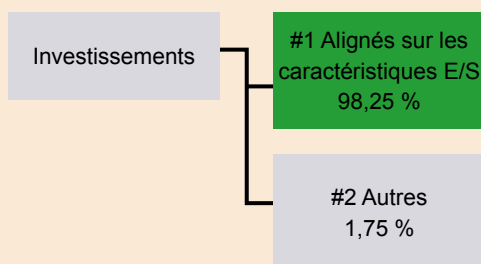 Investissements
#1 Alignés sur les
caractéristiques E/S
98,25 %
#2 Autres
1,75 %